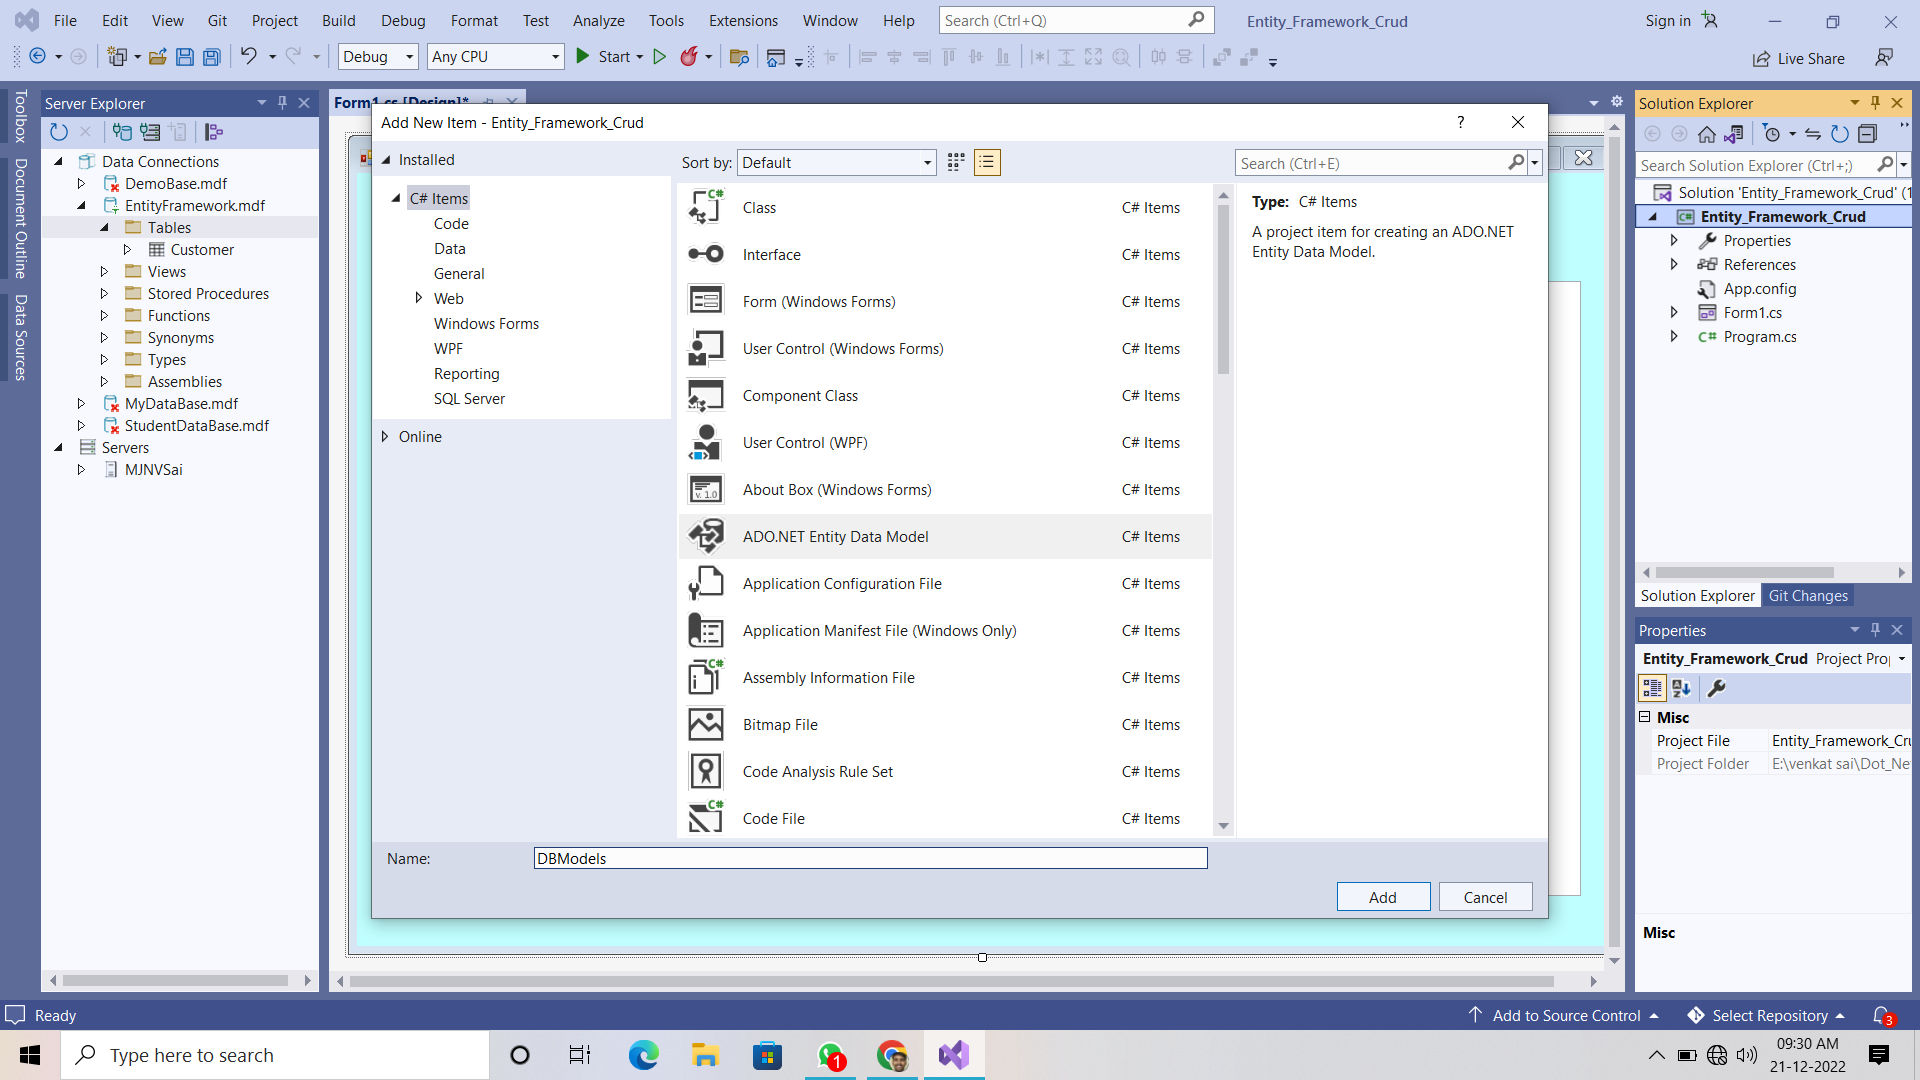 File Edit View Git Project Build Debug Format Test Analyze Tools Extensions Window Help Search (Ctrl+Q) Entity_Framework_Crud Sign in
Debug Any CPU Start Live Share
Toolbox
Document Outline
Data Sources
Server Explorer
Data Connections
DemoBase.mdf
EntityFramework.mdf
Tables
Customer
Views
Stored Procedures
Functions
Synonyms
Types
Assemblies
MyDataBase.mdf
StudentDataBase.mdf
Servers
MJNVSai
Form1.cs [Design]*
Add New Item - Entity_Framework_Crud ?
Installed
Sort by: Default
Search (Ctrl+E)
C# Items
Code
Data
General
Web
Windows Forms
WPF
Reporting
SQL Server
Online
Class C# Items
Interface C# Items
Form (Windows Forms) C# Items
User Control (Windows Forms) C# Items
Component Class C# Items
User Control (WPF) C# Items
About Box (Windows Forms) C# Items
ADO.NET Entity Data Model C# Items
Application Configuration File C# Items
Application Manifest File (Windows Only) C# Items
Assembly Information File C# Items
Bitmap File C# Items
Code Analysis Rule Set C# Items
Code File C# Items
Type: C# Items
A project item for creating an ADO.NET
Entity Data Model.
Name: DBModels
Add Cancel
Solution Explorer
Search Solution Explorer (Ctrl+;)
Solution 'Entity_Framework_Crud' (1
C# Entity_Framework_Crud
Properties
References
App.config
Form1.cs
C# Program.cs
Solution Explorer Git Changes
Properties
Entity_Framework_Crud Project Pro
Misc
Project File Entity_Framework_Cru
Project Folder E:\venkat sai\Dot_Ne
Misc
Ready Add to Source Control Select Repository 3
Type here to search 1 09:30 AM
21-12-2022